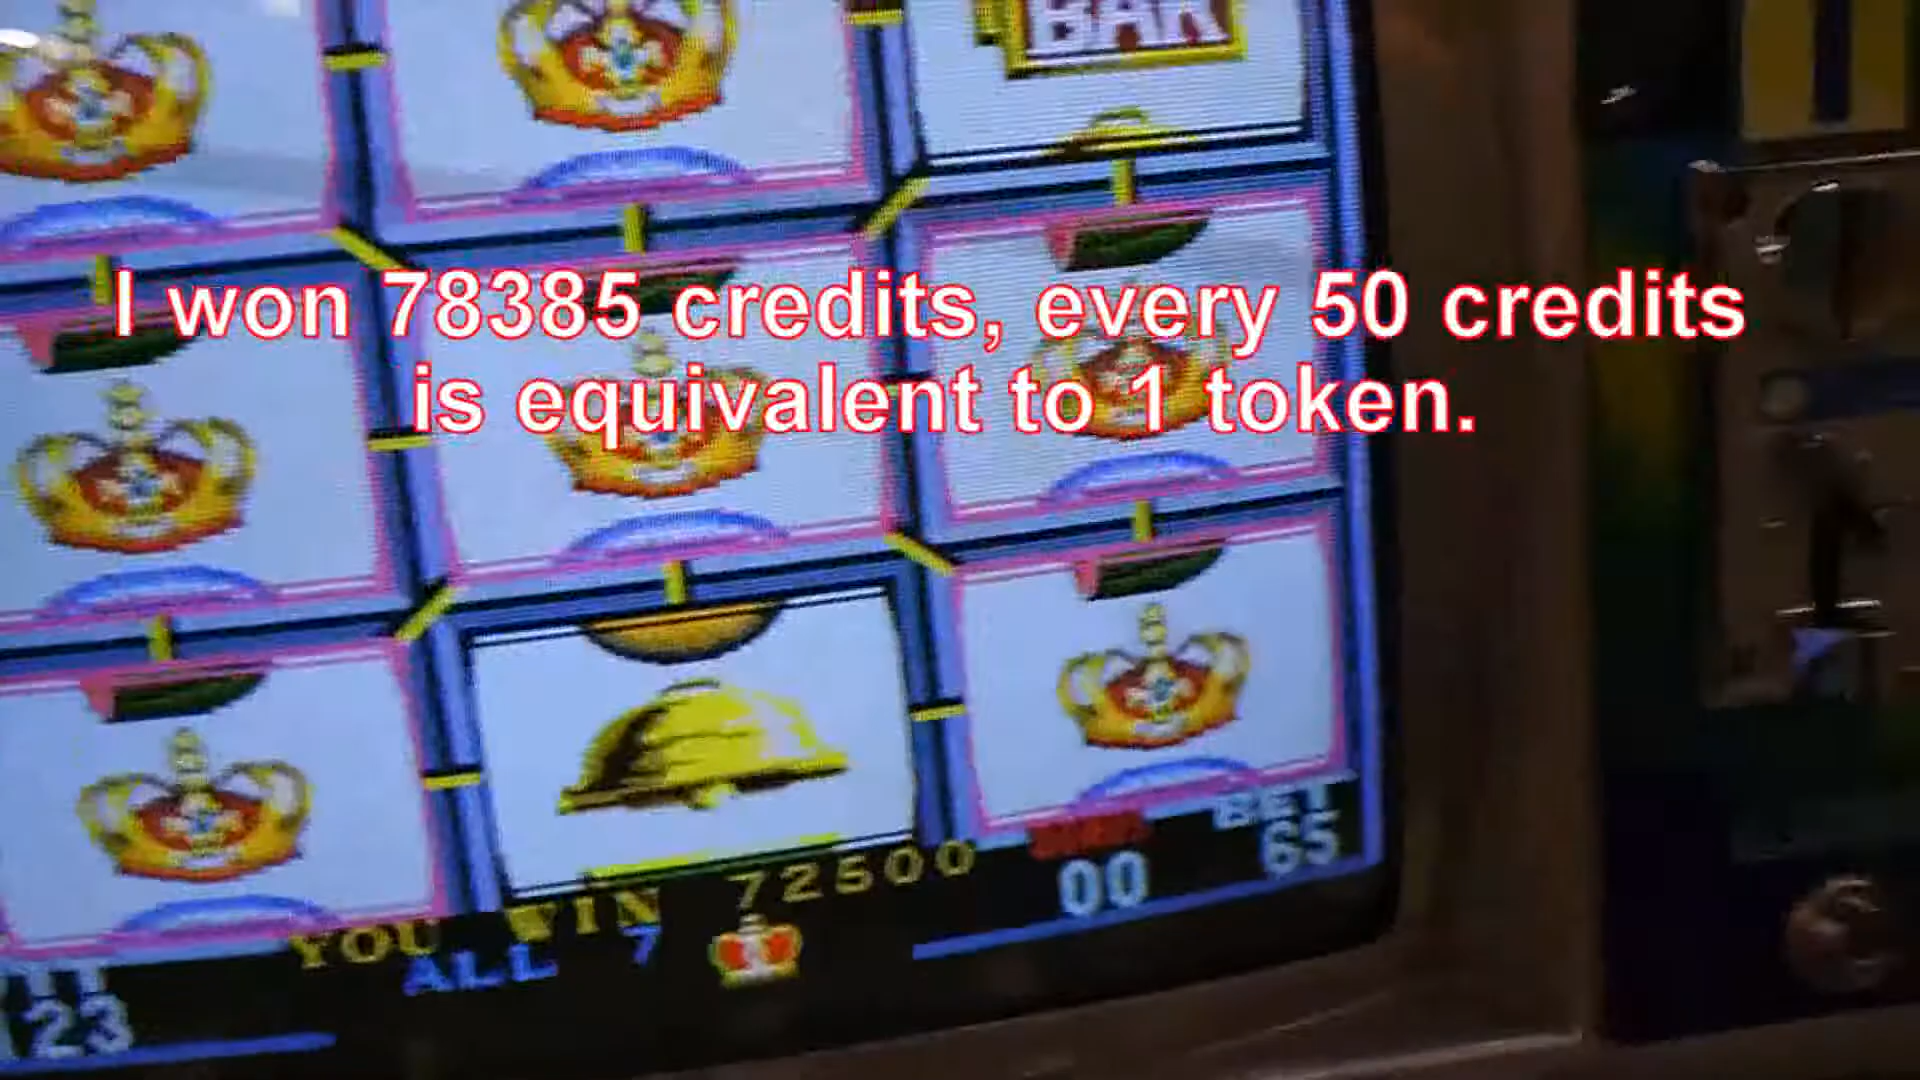 BAR
I won 78385 credits, every 50 credits
is equivalent to 1 token.
BET
65
00
YOU WIN 72500
ALL 7
23